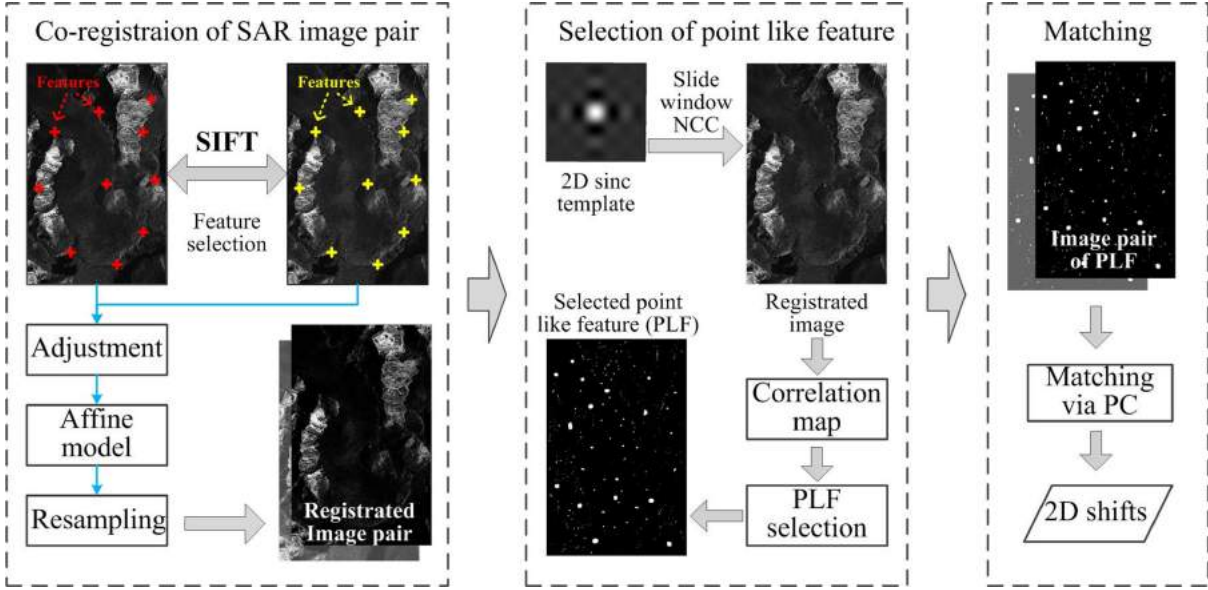 Co-registraion of SAR image pair
Features
Features
SIFT
Feature
selection
Adjustment
Affine
model
Resampling
Registrated
Image pair
Selection of point like feature
2D sinc
template
Slide
window
NCC
Registrated
image
Correlation
map
PLF
selection
Selected point
like feature (PLF)
Matching
Image pair
of PLF
Matching
via PC
2D shifts